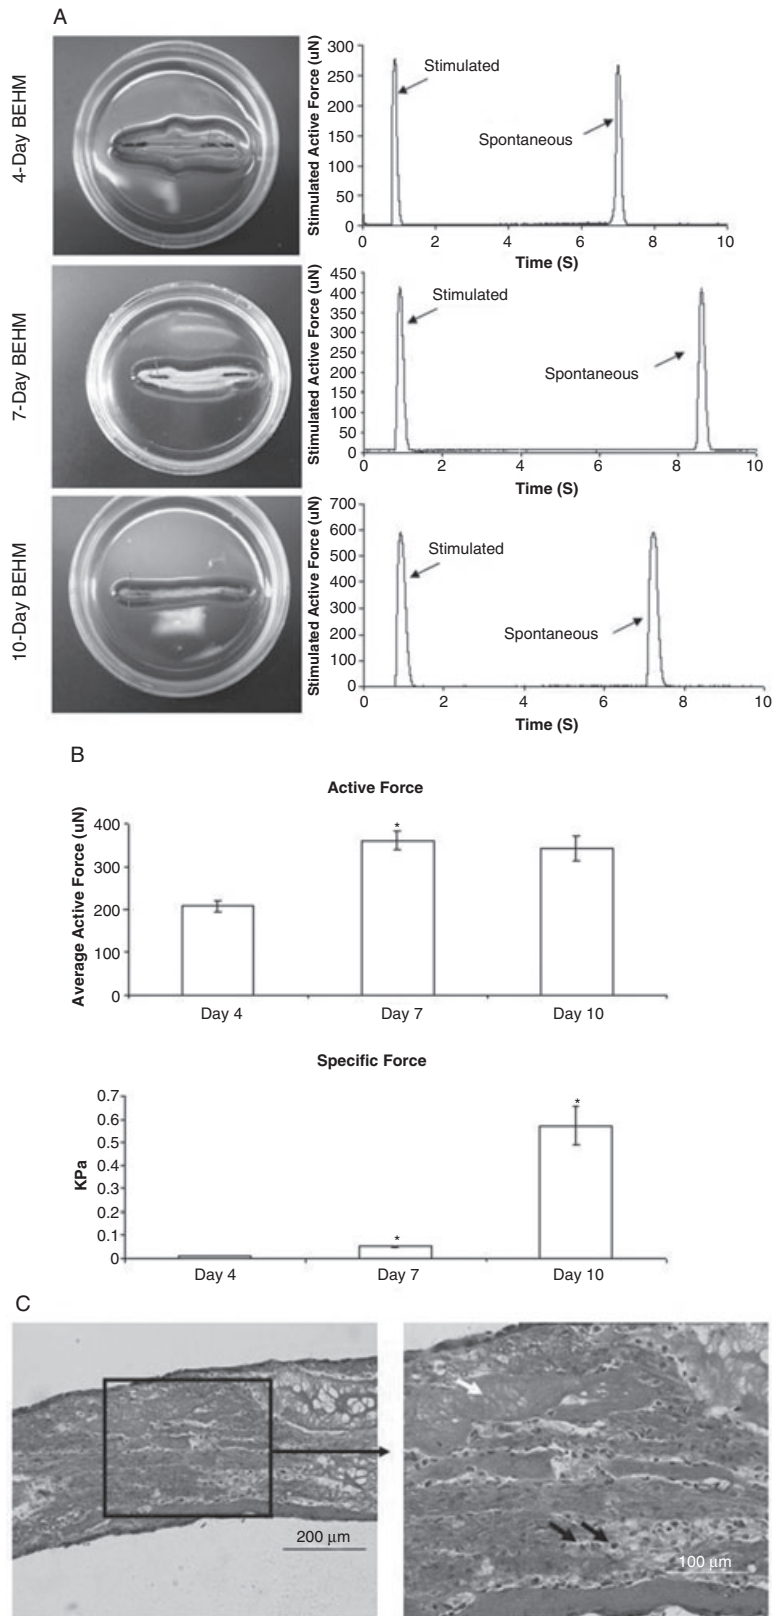 A
4-Day BEHM
Stimulated Active Force (uN)
300
250
200
150
100
50
0
Stimulated
Spontaneous
0 2 4 6 8 10
Time (S)
7-Day BEHM
Stimulated Active Force (uN)
450
400
350
300
250
200
150
100
50
0
Stimulated
Spontaneous
0 2 4 6 8 10
Time (S)
10-Day BEHM
Stimulated Active Force (uN)
700
600
500
400
300
200
100
0
Stimulated
Spontaneous
0 2 4 6 8 10
Time (S)
B
Active Force
Average Active Force (uN)
400
300
200
100
0
*
Day 4 Day 7 Day 10
Specific Force
KPa
0.7
0.6
0.5
0.4
0.3
0.2
0.1
0
*
*
Day 4 Day 7 Day 10
C
200 µm
100 µm